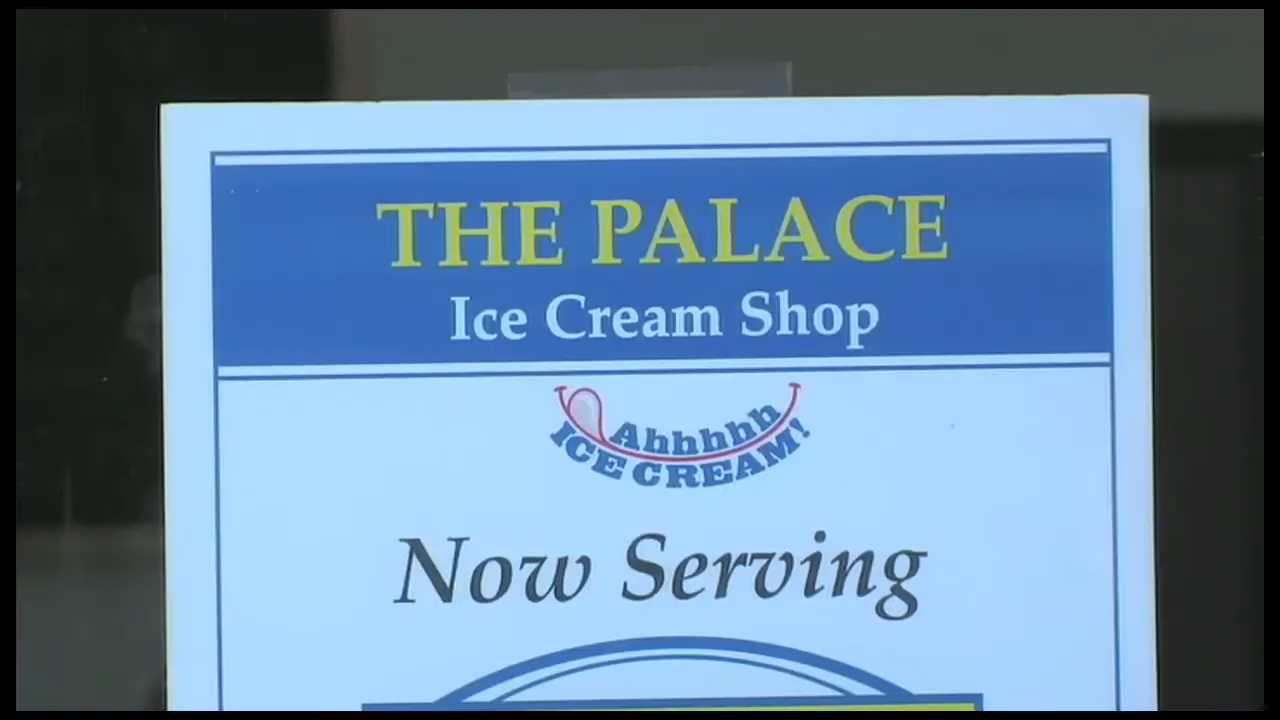 THE PALACE
Ice Cream Shop
Ahhhhh
ICE CREAM!
Now Serving